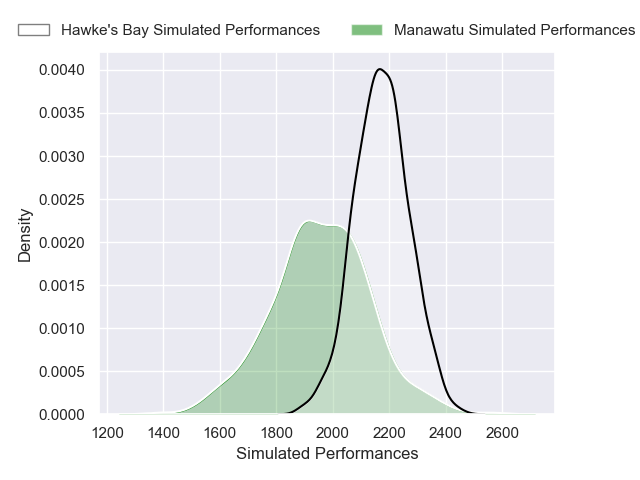 Hawke's Bay Simulated Performances
Manawatu Simulated Performances
0.0040
0.0035
0.0030
0.0025
0.0020
0.0015
0.0010
0.0005
0.0000
Density
1200 1400 1600 1800 2000 2200 2400 2600
Simulated Performances